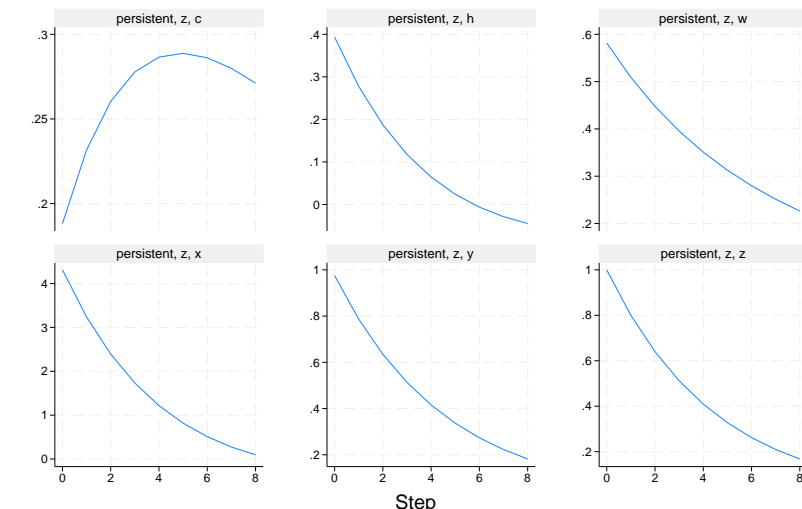 persistent, z, c
persistent, z, h
persistent, z, w
.3
.25
.2
.4
.3
.2
.1
0
.6
.5
.4
.3
.2
persistent, z, x
persistent, z, y
persistent, z, z
4
3
2
1
0
1
.8
.6
.4
.2
1
.8
.6
.4
.2
0 2 4 6 8
0 2 4 6 8
0 2 4 6 8
Step